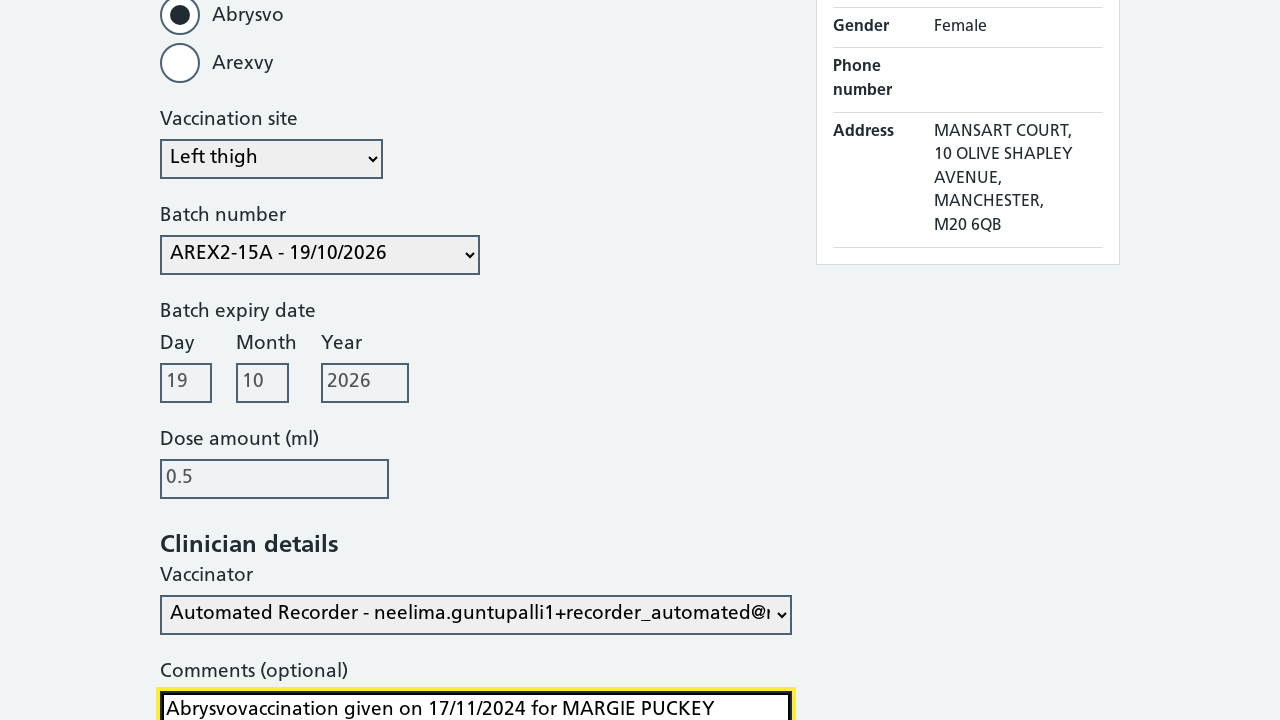 Abrysvo
Arexvy
Vaccination site
Left thigh
Batch number
AREX2-15A - 19/10/2026
Batch expiry date
Day Month Year
19 10 2026
Dose amount (ml)
0.5
Clinician details
Vaccinator
Automated Recorder - neelima.guntupalli1+recorder_automated@
Comments (optional)
Abrysvovaccination given on 17/11/2024 for MARGIE PUCKEY
Gender Female
Phone
number
Address MANSART COURT,
10 OLIVE SHAPLEY
AVENUE,
MANCHESTER,
M20 6QB